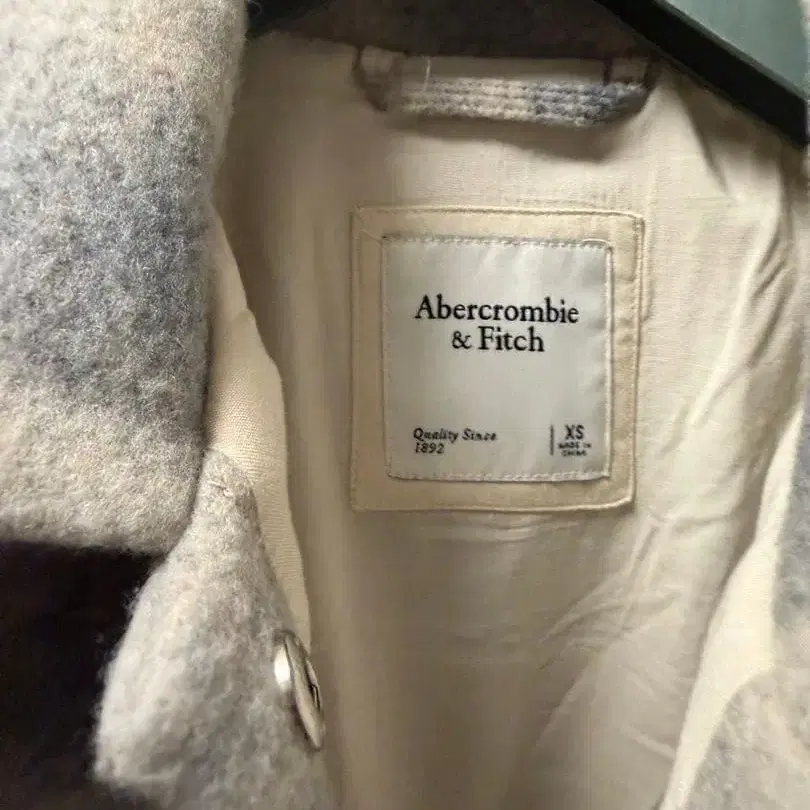 Abercrombie
& Fitch
Quality Since
1892
XS
MADE IN
CHINA